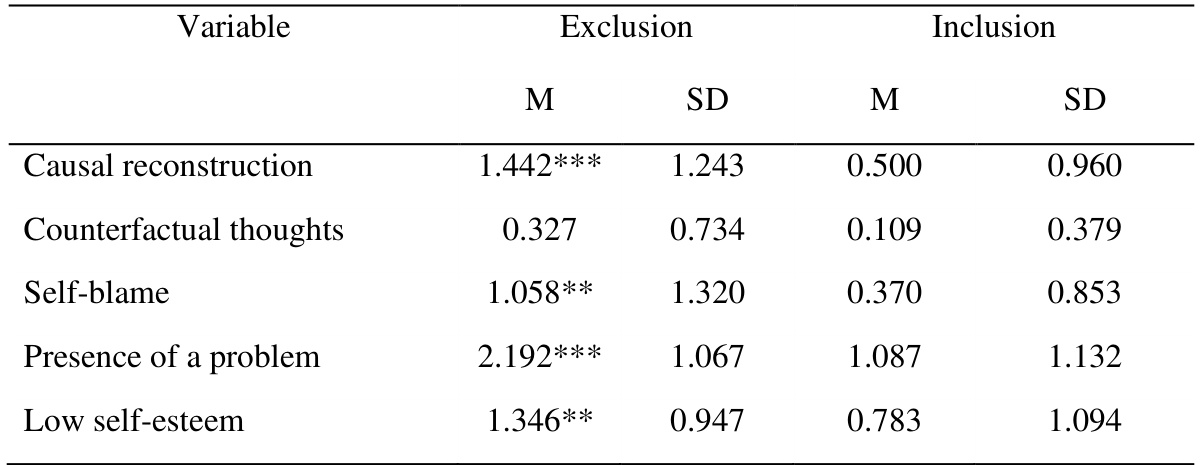 Variable Exclusion Inclusion
M SD M SD
Causal reconstruction 1.442*** 1.243 0.500 0.960
Counterfactual thoughts 0.327 0.734 0.109 0.379
Self-blame 1.058** 1.320 0.370 0.853
Presence of a problem 2.192*** 1.067 1.087 1.132
Low self-esteem 1.346** 0.947 0.783 1.094